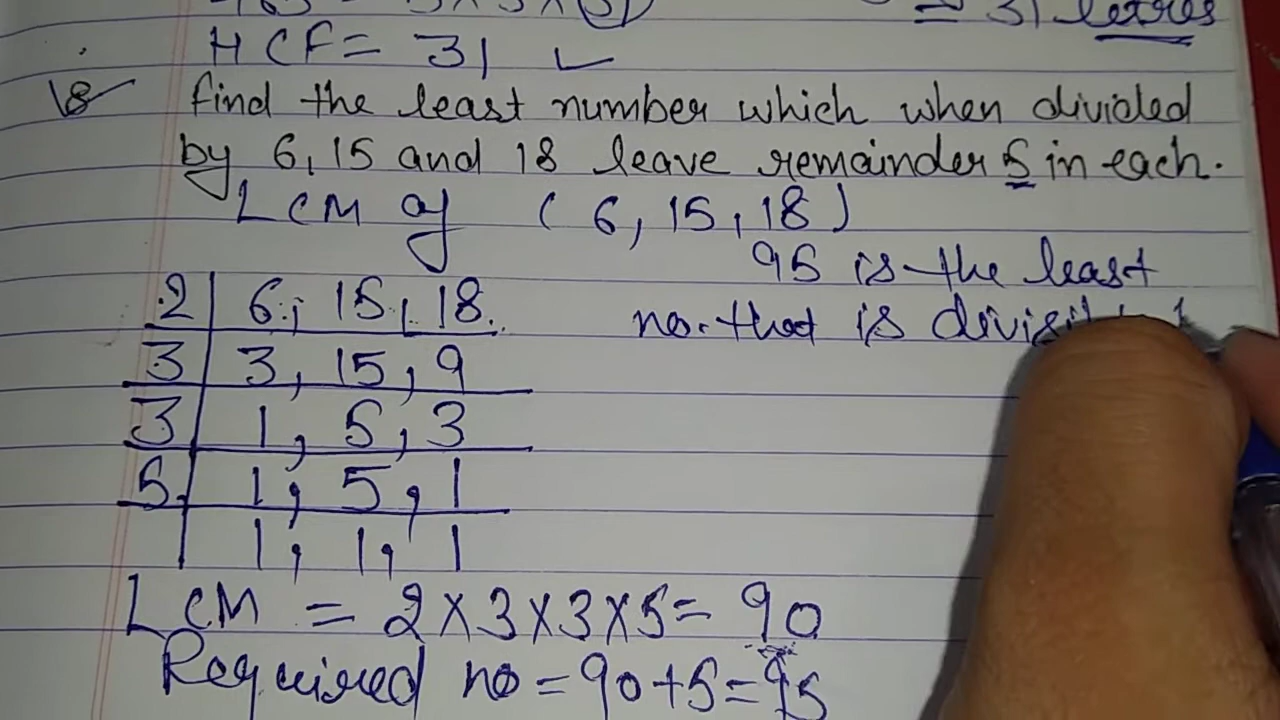 = 31 letres
HCF = 31 ✓
18 find the least number which when divided
by 6, 15 and 18 leave remainder 5 in each.
LCM of (6, 15, 18)
95 is the least
no. that is
2 | 6, 15, 18
3 | 3, 15, 9
3 | 1, 5, 3
5 | 1, 5, 1
1, 1, 1
LCM = 2×3×3×5= 90
Required no = 90+5=95